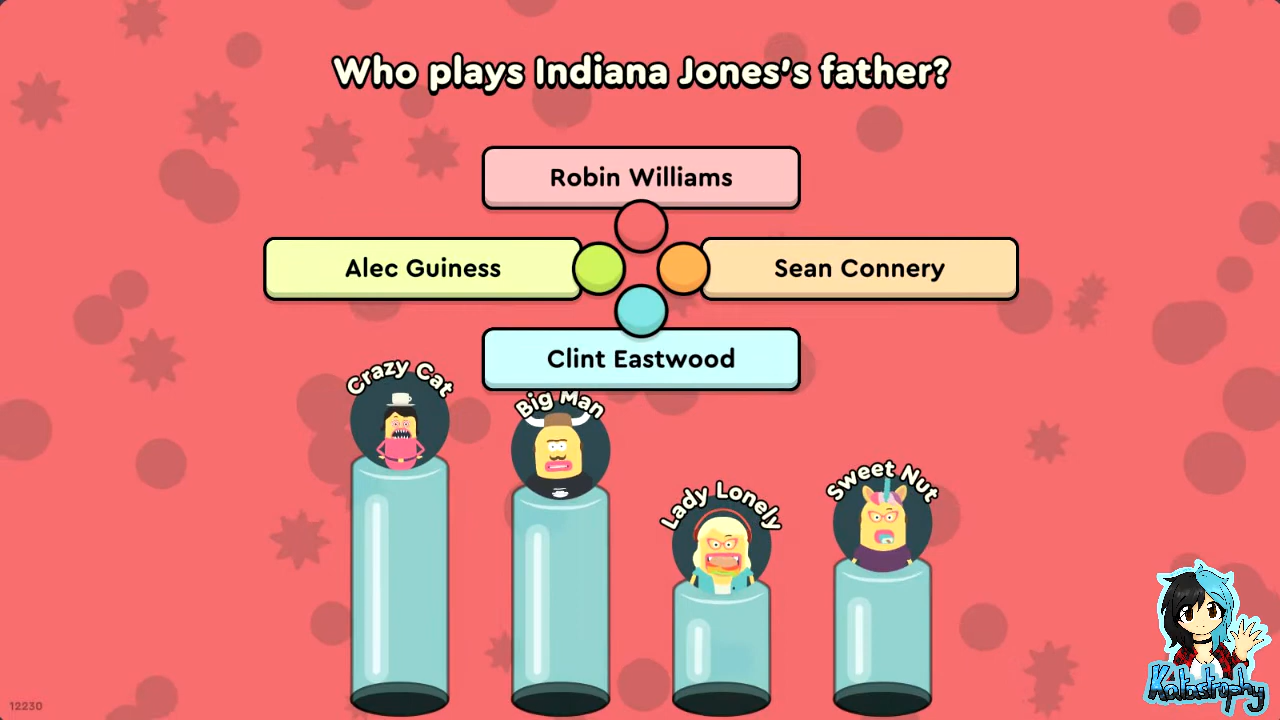 Who plays Indiana Jones's father?
Robin Williams
Alec Guiness
Sean Connery
Clint Eastwood
Crazy Cat
Big Man
Lady Lonely
Sweet Nut
Katastrophy
12230